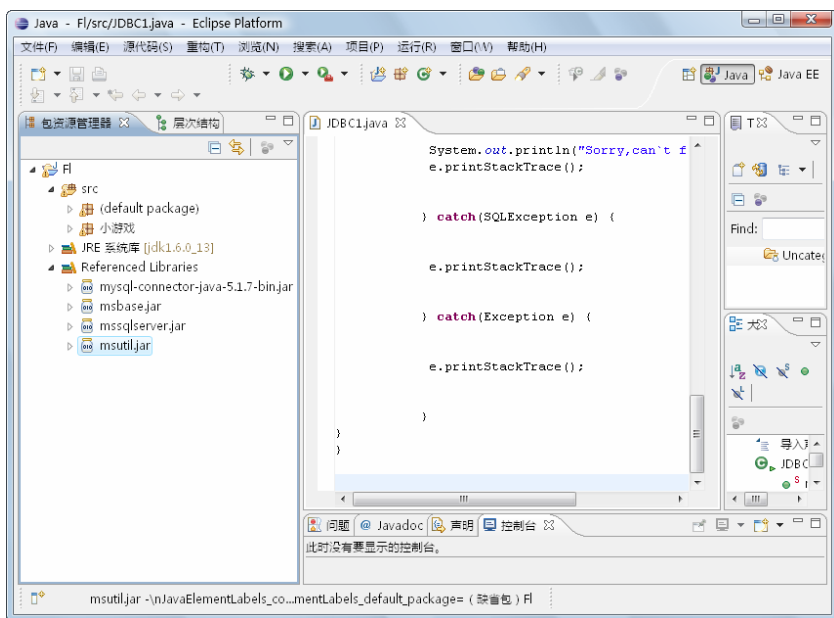 Java - Fl/src/JDBC1.java - Eclipse Platform
文件(F) 编辑(E) 源代码(S) 重构(T) 浏览(N) 搜索(A) 项目(P) 运行(R) 窗口(W) 帮助(H)
Java Java EE
包资源管理器 层次结构
Fl
src
(default package)
小游戏
JRE 系统库 [jdk1.6.0_13]
Referenced Libraries
mysql-connector-java-5.1.7-bin.jar
msbase.jar
mssqlserver.jar
msutil.jar
JDBC1.java
System.out.println("Sorry,can`t f
e.printStackTrace();
} catch(SQLException e) {
e.printStackTrace();
} catch(Exception e) {
e.printStackTrace();
}
}
}
T
Find:
Uncate
大
导入
JDBC
问题 @ Javadoc 声明 控制台
此时没有要显示的控制台。
msutil.jar -\nJavaElementLabels_co...mentLabels_default_package=（缺省包）Fl